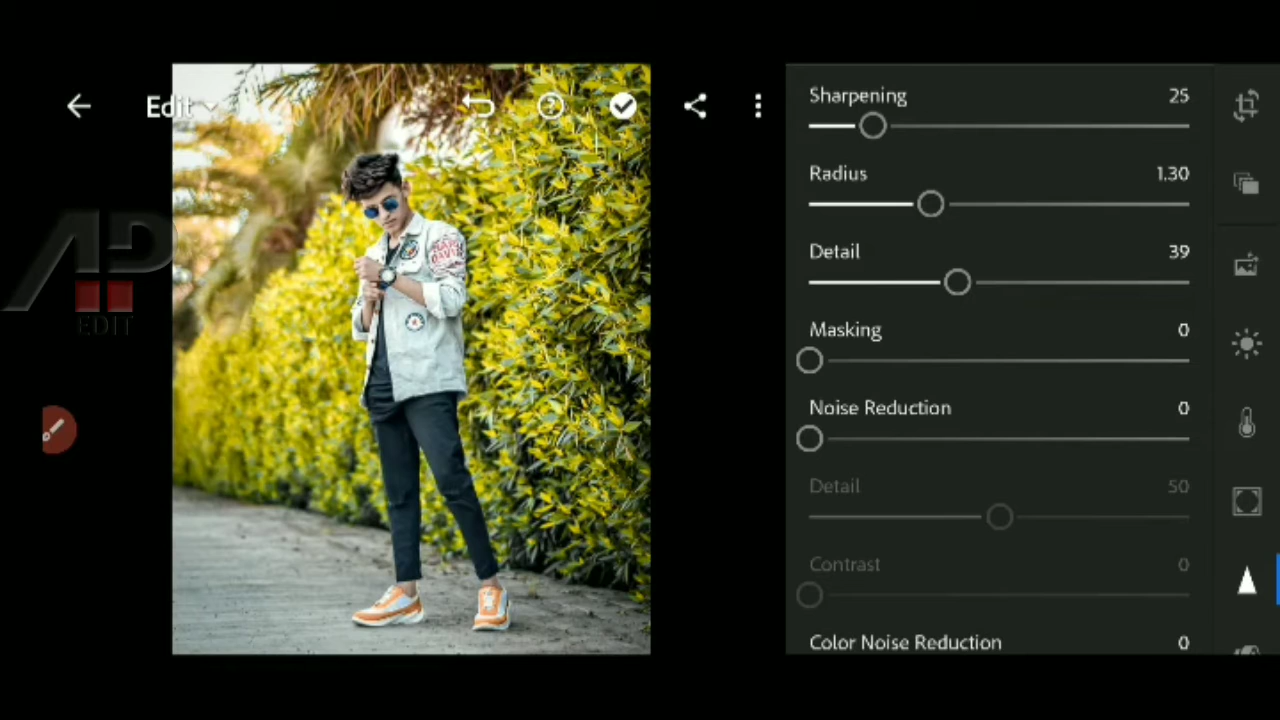 Edit
AP
EDIT
Sharpening 25
Radius 1.30
Detail 39
Masking 0
Noise Reduction 0
Detail 50
Contrast 0
Color Noise Reduction 0